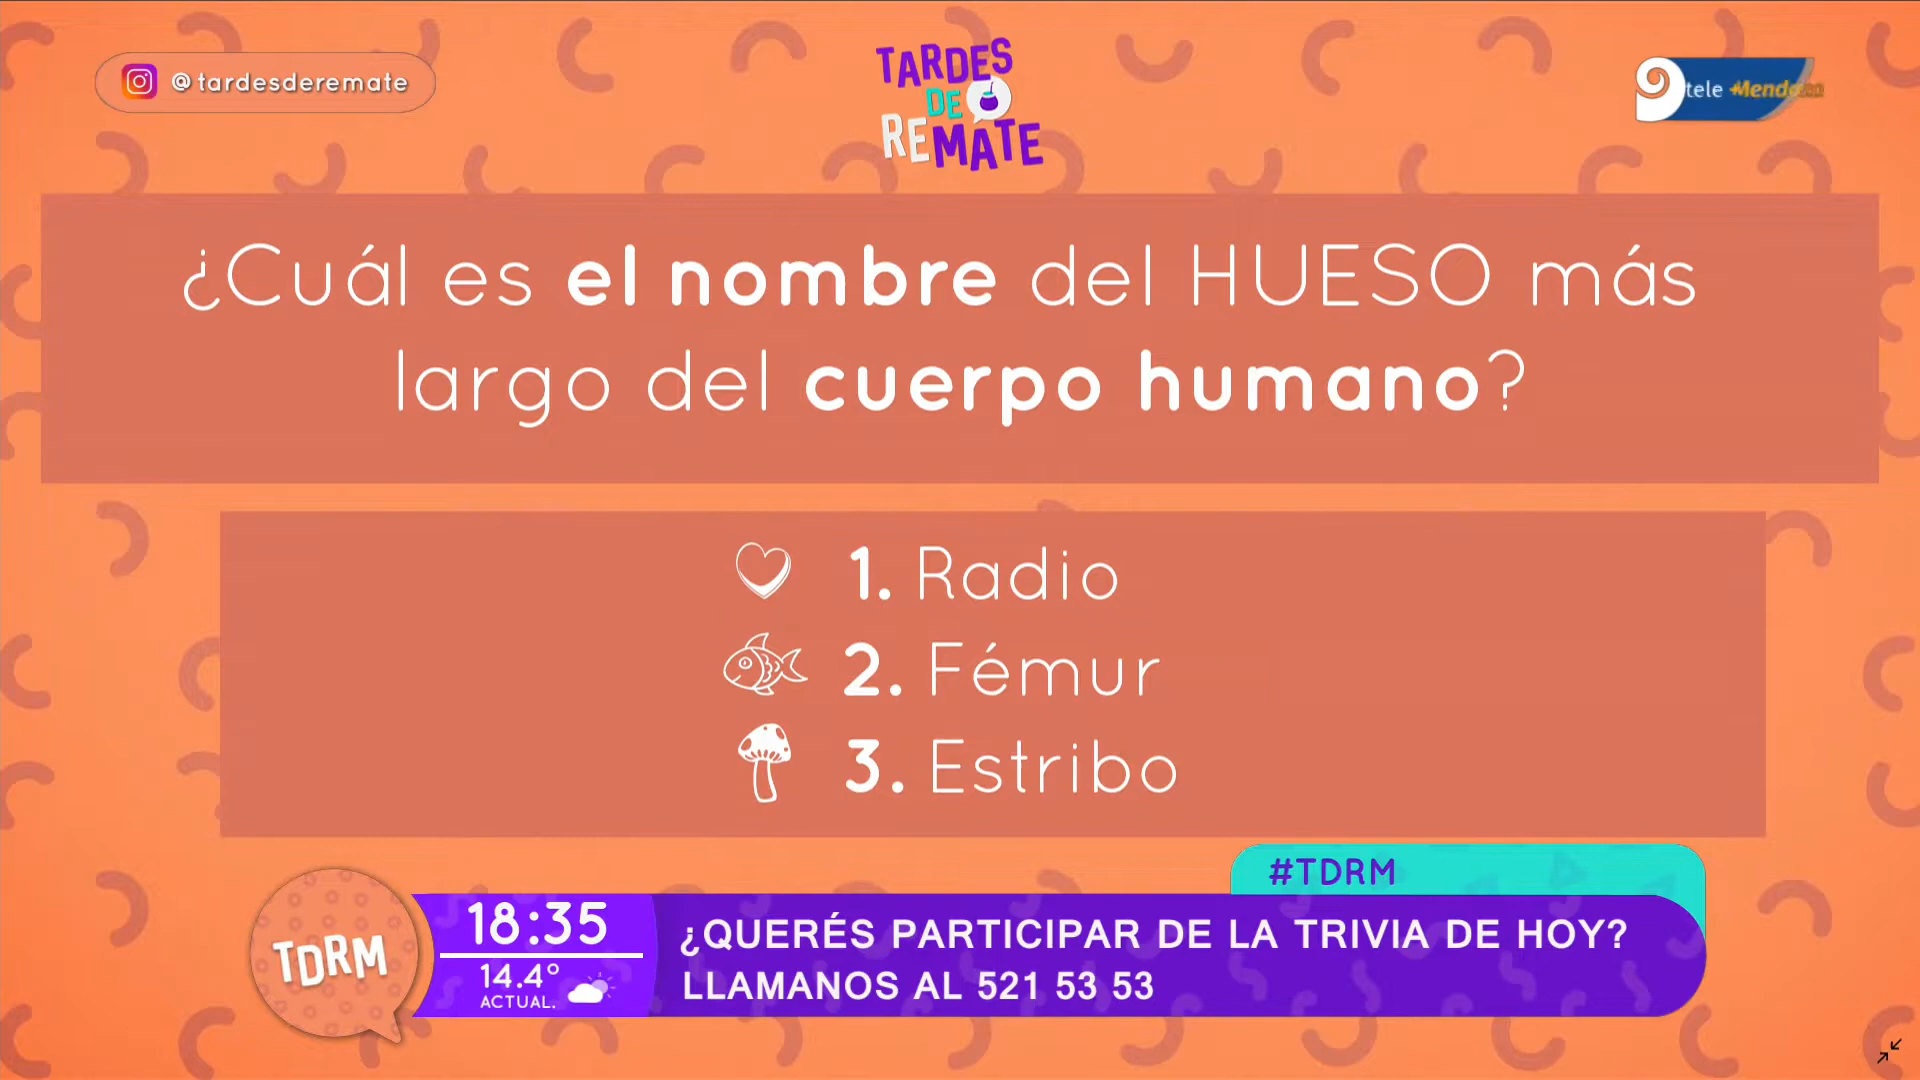 @tardesderemate
TARDES
DE
REMATE
9 tele Mendoza
¿Cuál es el nombre del HUESO más
largo del cuerpo humano?
1. Radio
2. Fémur
3. Estribo
#TDRM
TDRM
18:35
14.4°
ACTUAL.
¿QUERÉS PARTICIPAR DE LA TRIVIA DE HOY?
LLAMANOS AL 521 53 53